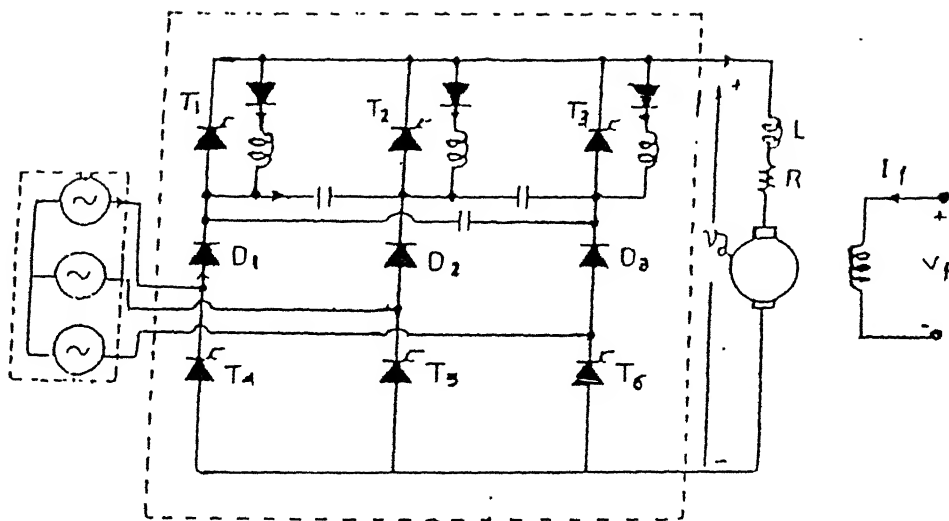 T1
T2
T3
L
R
If
+
+
Vd
D1
D2
D3
+
T4
T5
T6
-
-